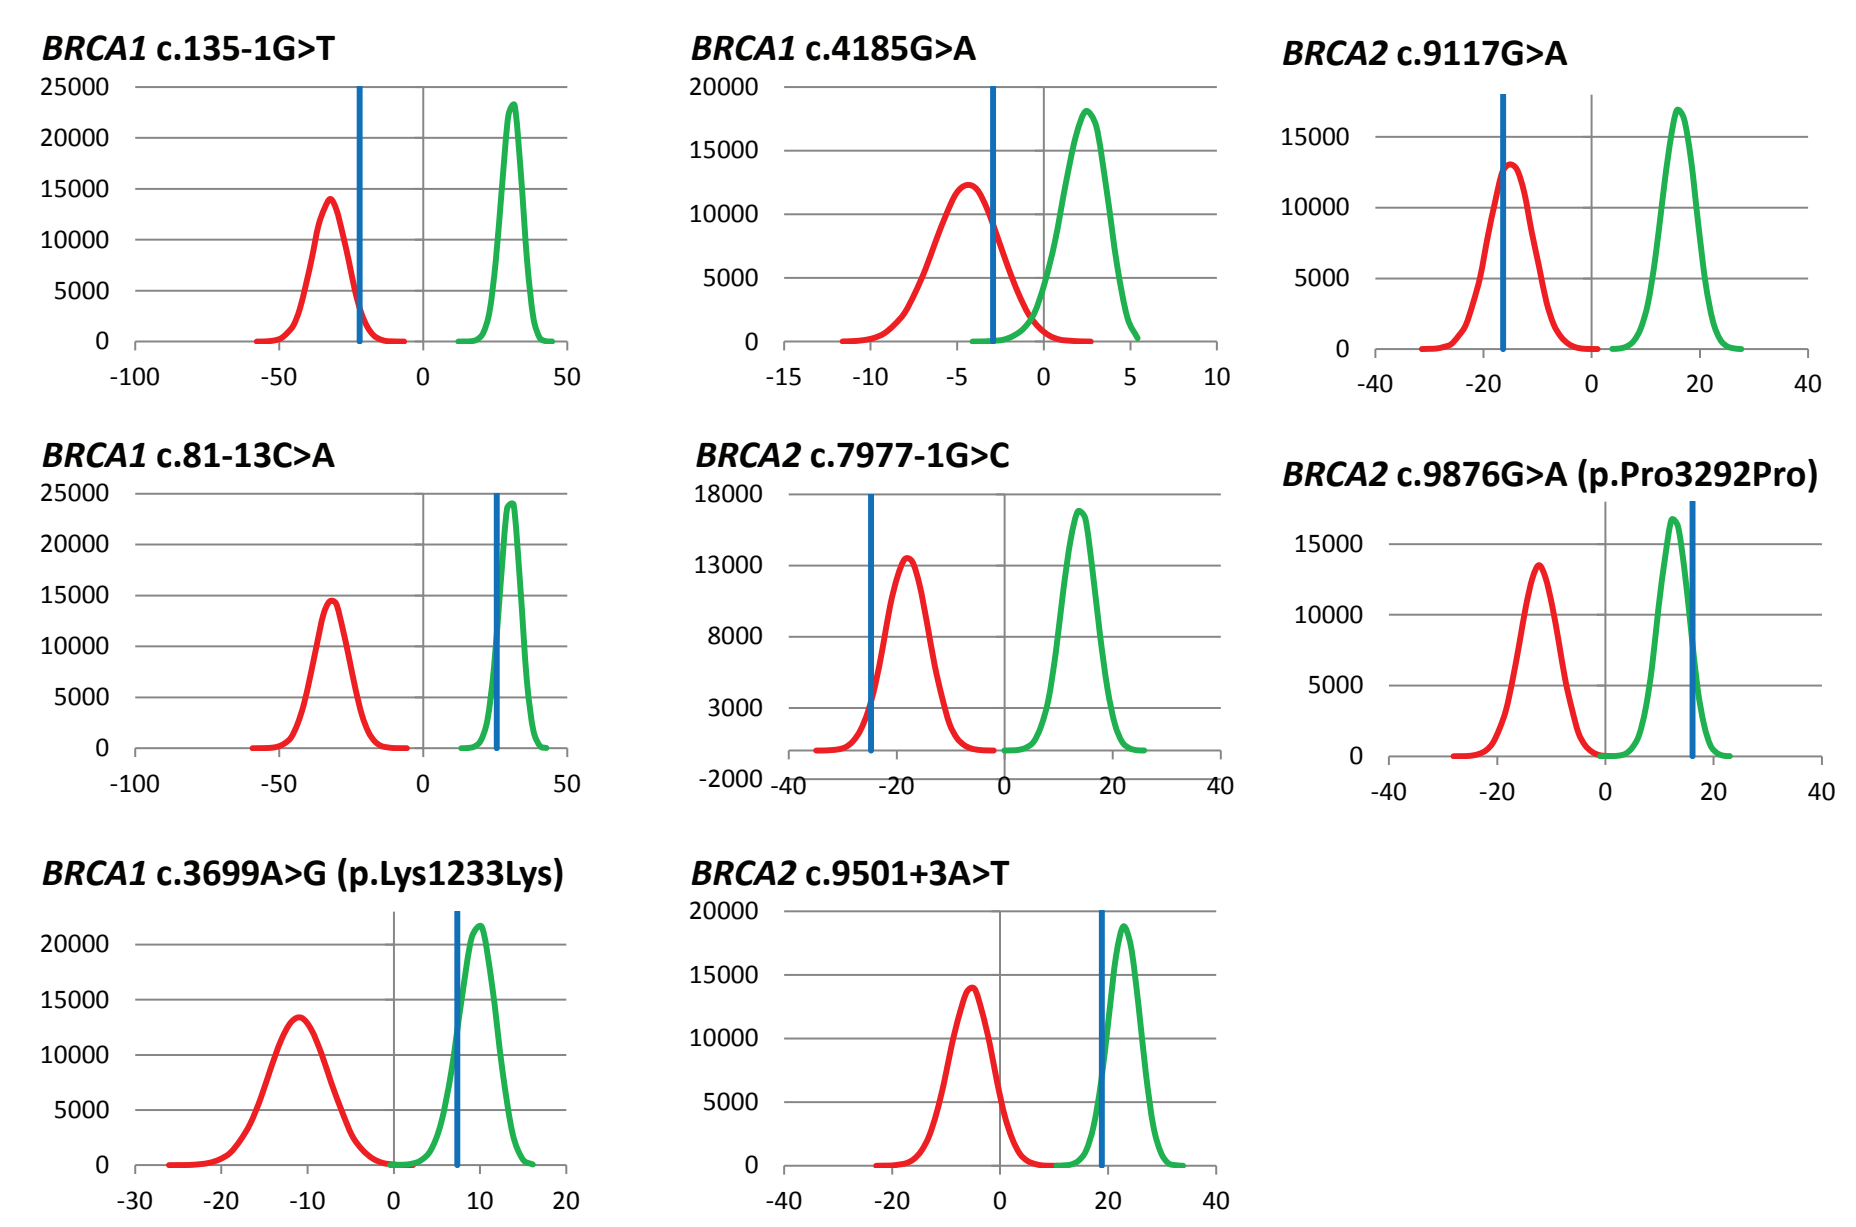 BRCA1 c.135-1G>T
25000
20000
15000
10000
5000
0
-100 -50 0 50
BRCA1 c.4185G>A
20000
15000
10000
5000
0
-15 -10 -5 0 5 10
BRCA2 c.9117G>A
15000
10000
5000
0
-40 -20 0 20 40
BRCA1 c.81-13C>A
25000
20000
15000
10000
5000
0
-100 -50 0 50
BRCA2 c.7977-1G>C
18000
13000
8000
3000
-2000
-40 -20 0 20 40
BRCA2 c.9876G>A (p.Pro3292Pro)
15000
10000
5000
0
-40 -20 0 20 40
BRCA1 c.3699A>G (p.Lys1233Lys)
20000
15000
10000
5000
0
-30 -20 -10 0 10 20
BRCA2 c.9501+3A>T
20000
15000
10000
5000
0
-40 -20 0 20 40